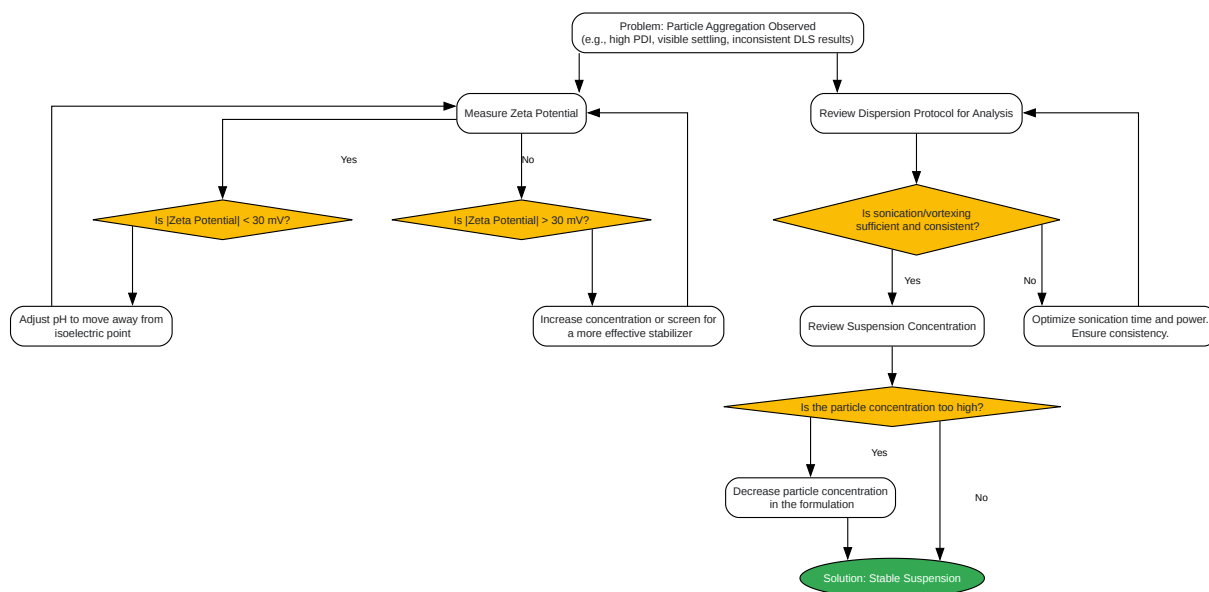 Problem: Particle Aggregation Observed
(e.g., high PDI, visible settling, inconsistent DLS results)
Measure Zeta Potential
Review Dispersion Protocol for Analysis
Yes
No
Is |Zeta Potential| < 30 mV?
Is |Zeta Potential| > 30 mV?
Is sonication/vortexing
sufficient and consistent?
Yes
No
Adjust pH to move away from
isoelectric point
Increase concentration or screen for
a more effective stabilizer
Review Suspension Concentration
Optimize sonication time and power.
Ensure consistency.
Is the particle concentration too high?
Yes
Decrease particle concentration
in the formulation
No
Solution: Stable Suspension